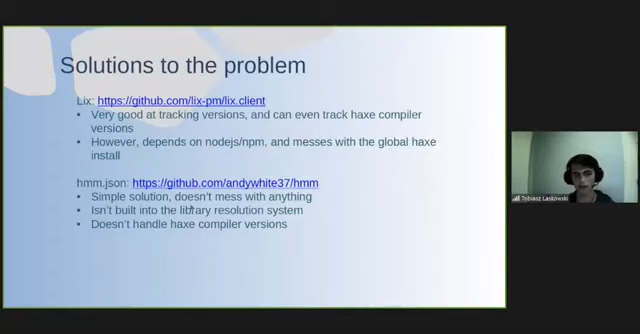 Solutions to the problem
Lix: https://github.com/lix-pm/lix.client
• Very good at tracking versions, and can even track haxe compiler
versions
• However, depends on nodejs/npm, and messes with the global haxe
install
hmm.json: https://github.com/andywhite37/hmm
• Simple solution, doesn't mess with anything
• Isn't built into the library resolution system
• Doesn't handle haxe compiler versions
Tobiasz Laskowski